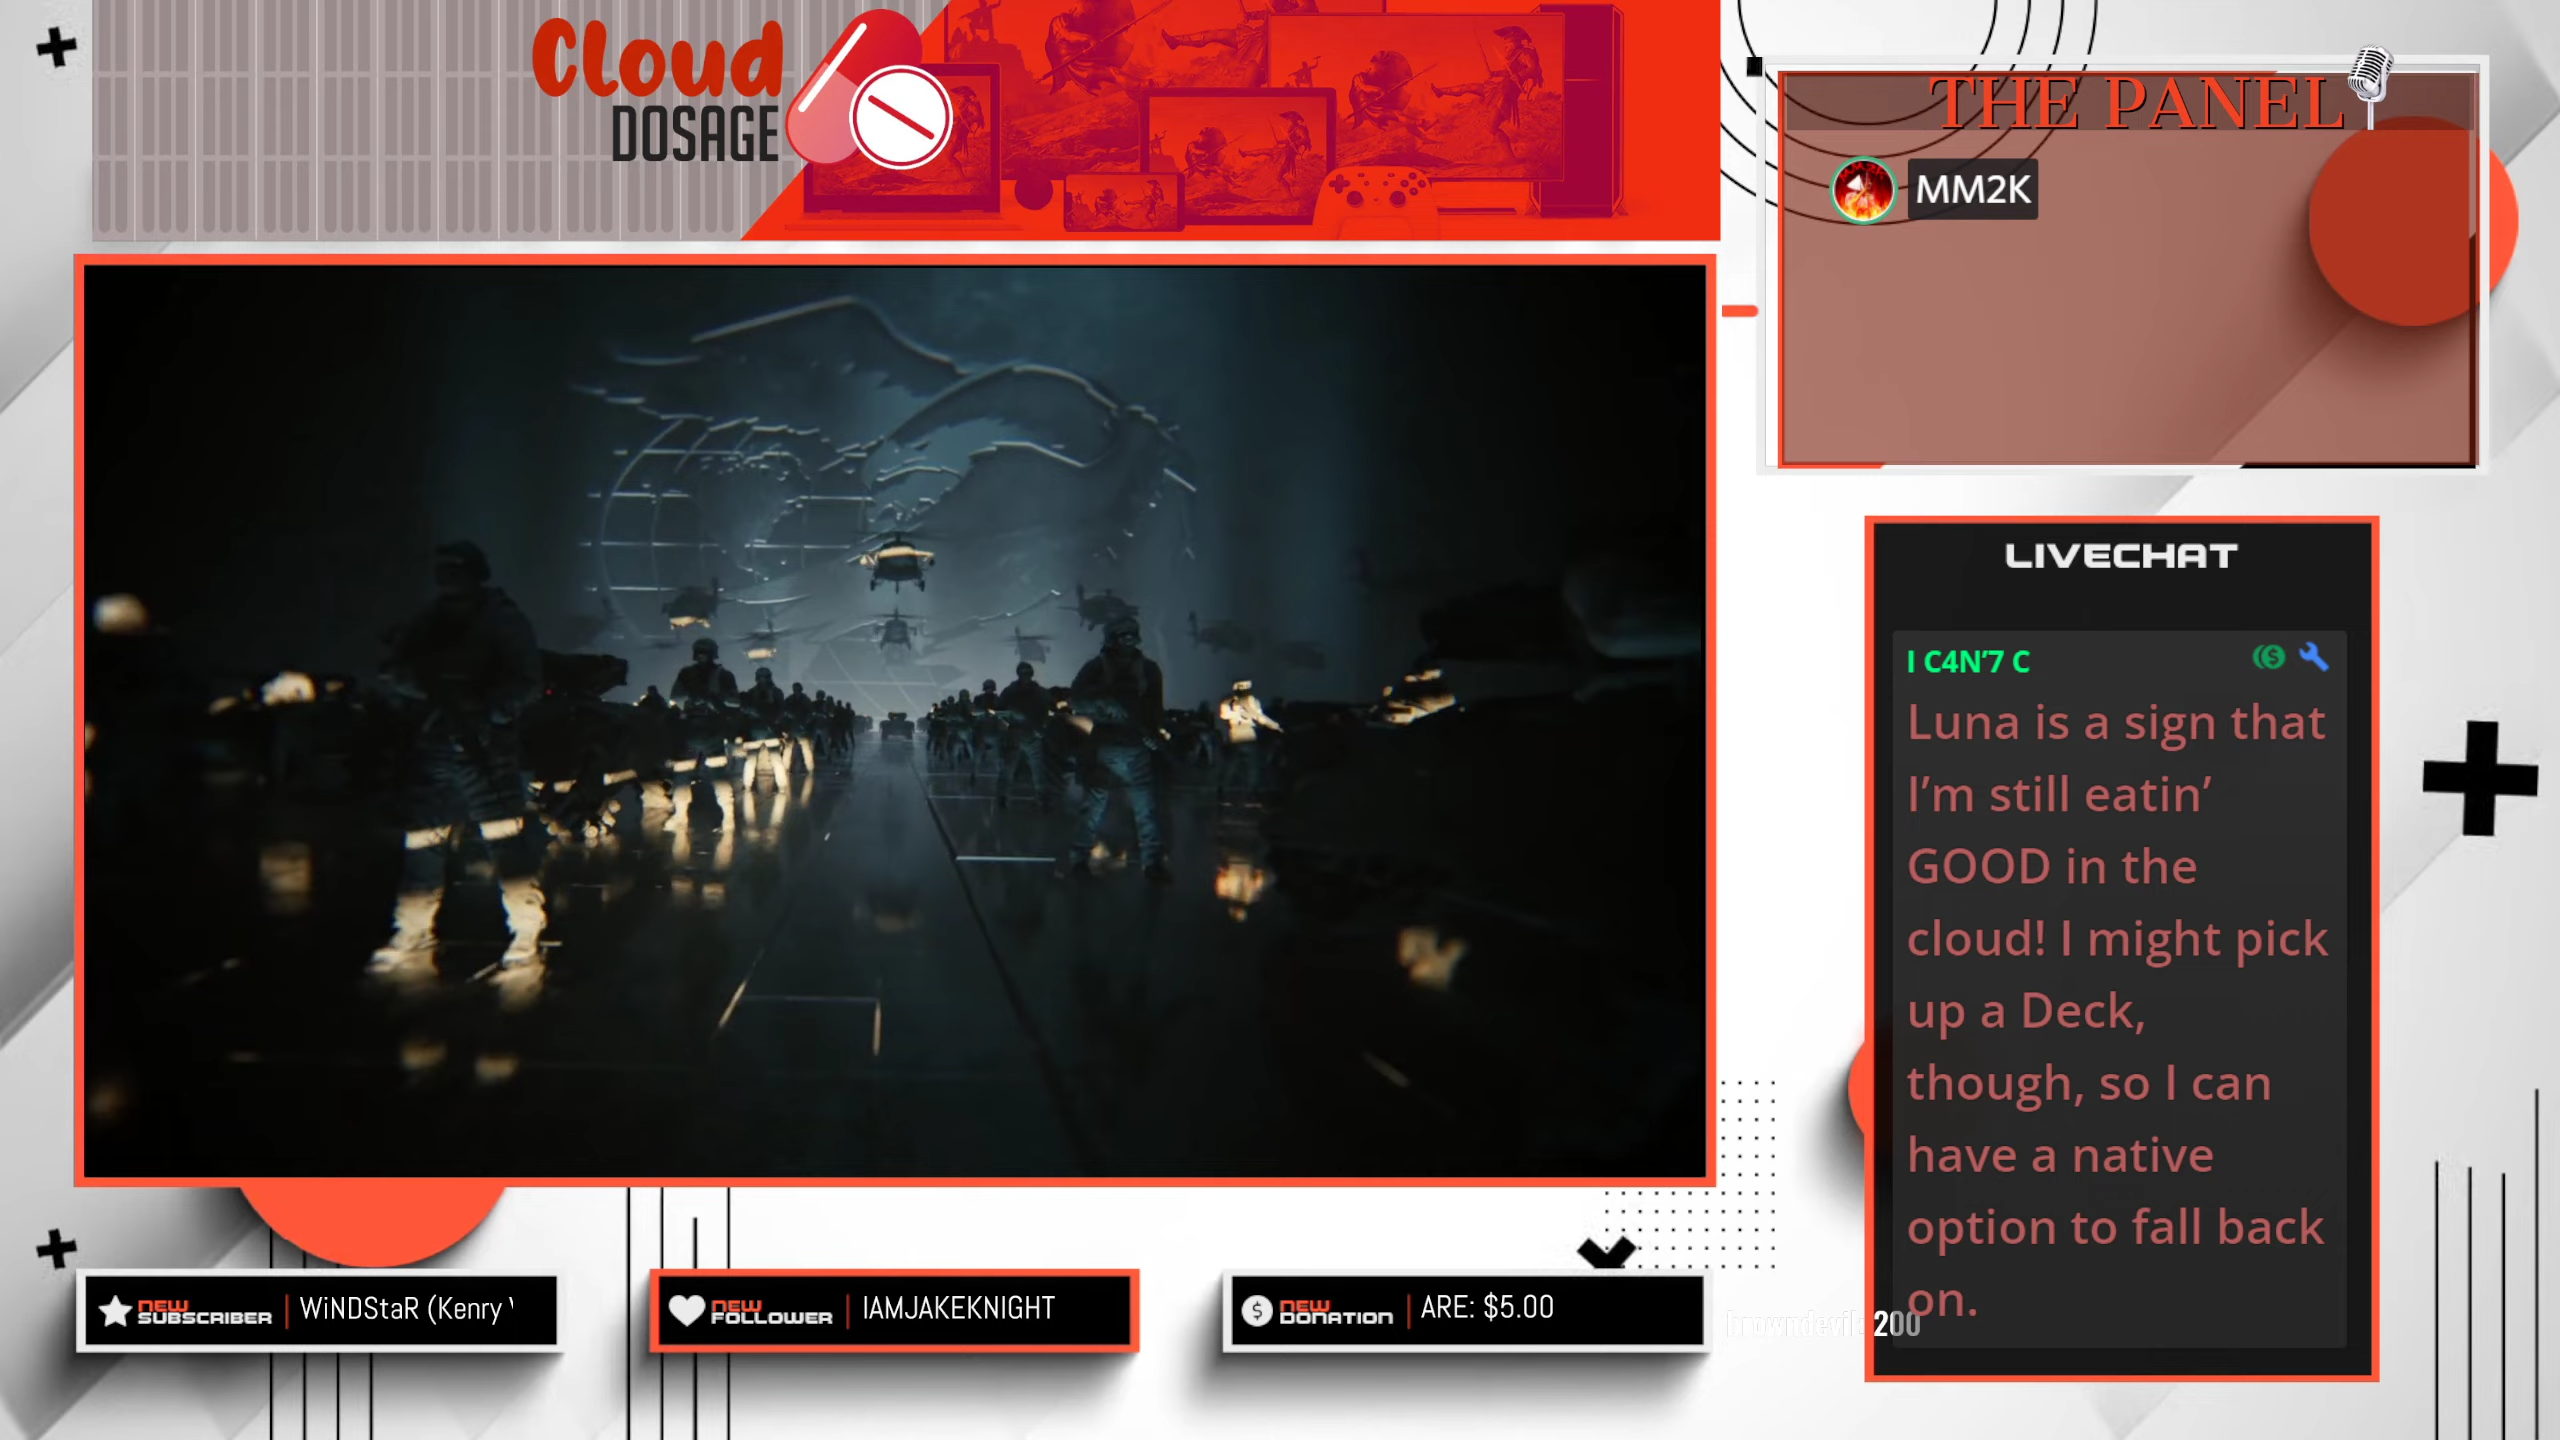 Cloud
DOSAGE
THE PANEL
MM2K
LIVECHAT
I C4N'7 C
Luna is a sign that
I'm still eatin'
GOOD in the
cloud! I might pick
up a Deck,
though, so I can
have a native
option to fall back
on.
NEW SUBSCRIBER
WiNDStaR (Kenry
NEW FOLLOWER
IAMJAKEKNIGHT
NEW DONATION
ARE: $5.00
200